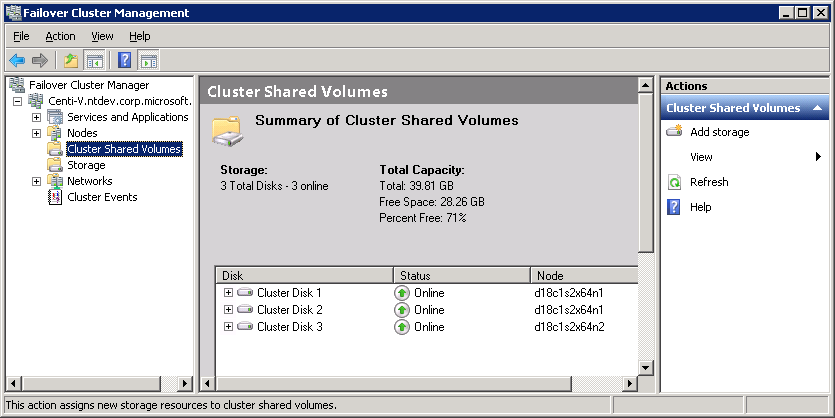 Failover Cluster Management
File Action View Help
Failover Cluster Manager
Centi-V.ntdev.corp.microsoft.
Services and Applications
Nodes
Cluster Shared Volumes
Storage
Networks
Cluster Events
Cluster Shared Volumes
Summary of Cluster Shared Volumes
Storage:
3 Total Disks - 3 online
Total Capacity:
Total: 39.81 GB
Free Space: 28.26 GB
Percent Free: 71%
Disk Status Node
Cluster Disk 1 Online d18c1s2x64n1
Cluster Disk 2 Online d18c1s2x64n1
Cluster Disk 3 Online d18c1s2x64n2
Actions
Cluster Shared Volumes
Add storage
View
Refresh
Help
This action assigns new storage resources to cluster shared volumes.